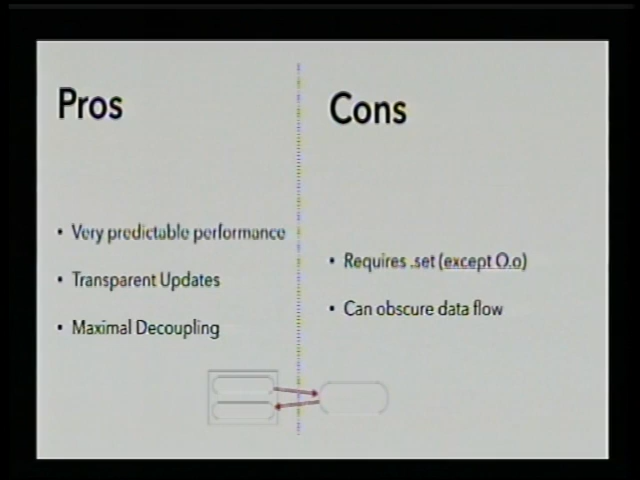 Pros
• Very predictable performance
• Transparent Updates
• Maximal Decoupling
Cons
• Requires .set (except O.o)
• Can obscure data flow